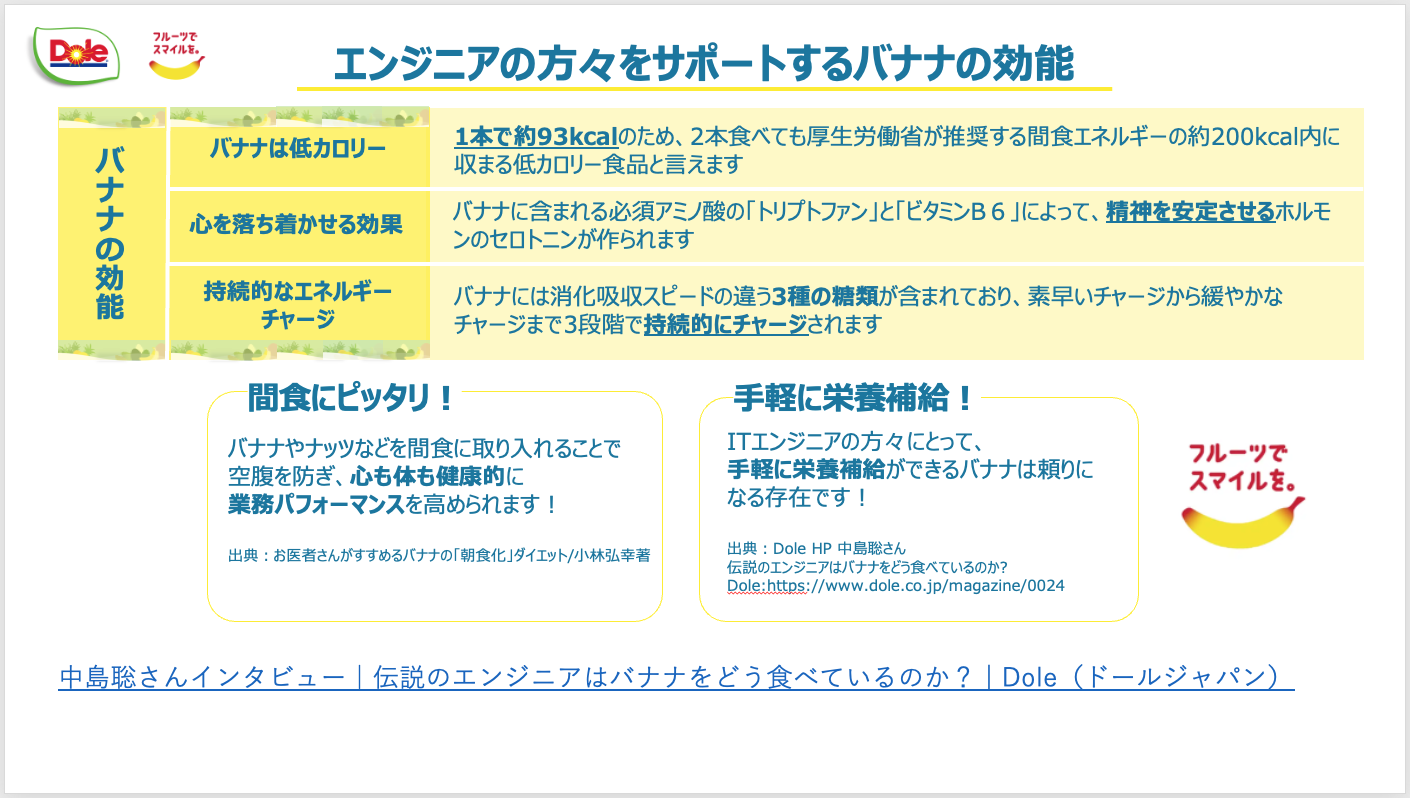 Dole
フルーツで
スマイルを。
エンジニアの方々をサポートするバナナの効能
バナナの効能
バナナは低カロリー
1本で約93kcalのため、2本食べても厚生労働省が推奨する間食エネルギーの約200kcal内に
収まる低カロリー食品と言えます
心を落ち着かせる効果
バナナに含まれる必須アミノ酸の「トリプトファン」と「ビタミンB６」によって、精神を安定させるホルモ
ンのセロトニンが作られます
持続的なエネルギー
チャージ
バナナには消化吸収スピードの違う3種の糖類が含まれており、素早いチャージから緩やかな
チャージまで3段階で持続的にチャージされます
間食にピッタリ！
バナナやナッツなどを間食に取り入れることで
空腹を防ぎ、心も体も健康的に
業務パフォーマンスを高められます！
出典：お医者さんがすすめるバナナの「朝食化」ダイエット/小林弘幸著
手軽に栄養補給！
ITエンジニアの方々にとって、
手軽に栄養補給ができるバナナは頼りに
なる存在です！
出典：Dole HP 中島聡さん
伝説のエンジニアはバナナをどう食べているのか?
Dole:https://www.dole.co.jp/magazine/0024
フルーツで
スマイルを。
中島聡さんインタビュー｜伝説のエンジニアはバナナをどう食べているのか？｜Dole（ドールジャパン）